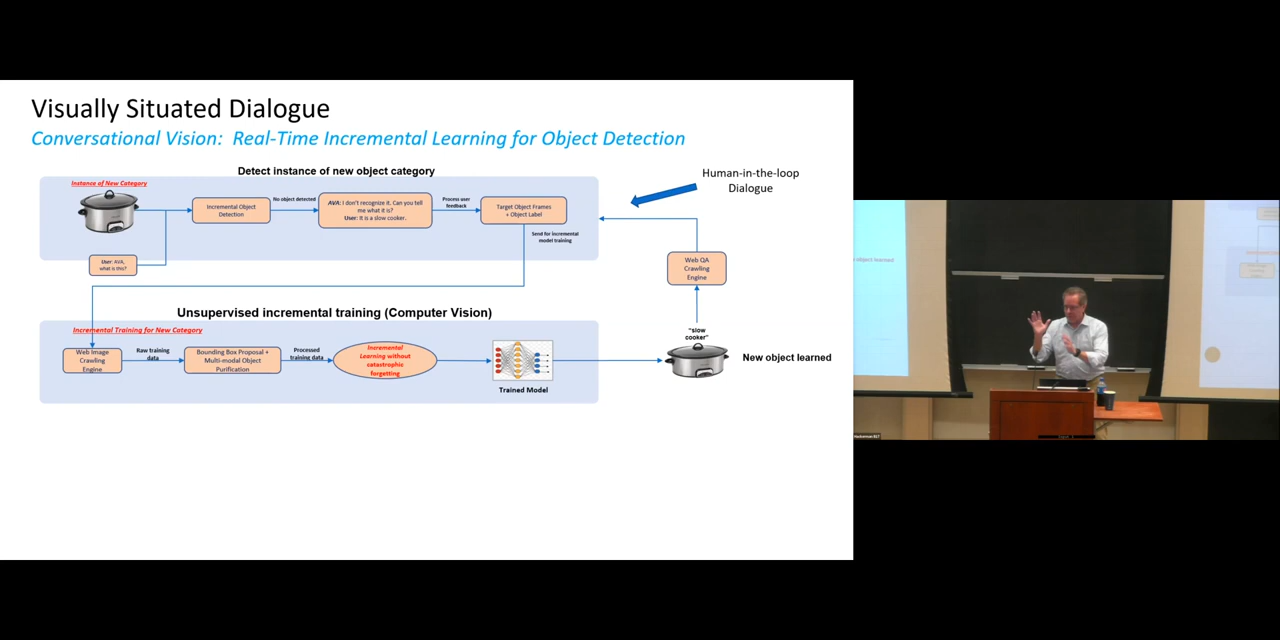 Visually Situated Dialogue
Conversational Vision: Real-Time Incremental Learning for Object Detection
Detect instance of new object category
Human-in-the-loop
Dialogue
Instance of New Category
Incremental Object
Detection
No object detected
AVA: I don't recognize it. Can you tell
me what it is?
User: It is a slow cooker.
Process user
feedback
Target Object Frames
+ Object Label
Send for incremental
model training
User: AVA,
what is this?
Web QA
Crawling
Engine
Unsupervised incremental training (Computer Vision)
Incremental Training for New Category
Web Image
Crawling
Engine
Raw training
data
Bounding Box Proposal +
Multi-modal Object
Purification
Processed
training data
Incremental
Learning without
catastrophic
forgetting
Trained Model
"slow
cooker"
New object learned
object learned